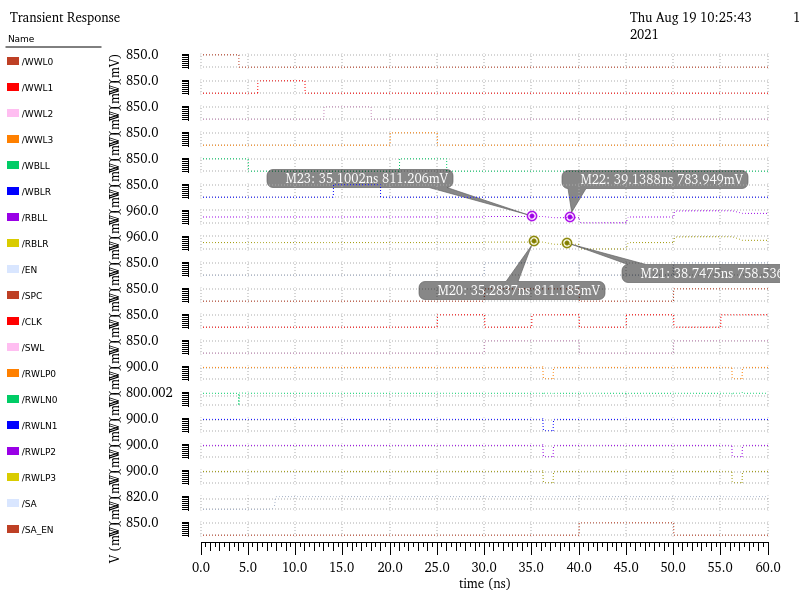 Transient Response
Thu Aug 19 10:25:43
2021
1
Name
/WWL0
/WWL1
/WWL2
/WWL3
/WBLL
/WBLR
/RBLL
/RBLR
/EN
/SPC
/CLK
/SWL
/RWLP0
/RWLN0
/RWLN1
/RWLP2
/RWLP3
/SA
/SA_EN
850.0
850.0
850.0
850.0
850.0
850.0
960.0
960.0
850.0
850.0
850.0
850.0
900.0
800.002
900.0
900.0
900.0
820.0
850.0
M23: 35.1002ns 811.206mV
M22: 39.1388ns 783.949mV
M21: 38.7475ns 758.536
M20: 35.2837ns 811.185mV
0.0 5.0 10.0 15.0 20.0 25.0 30.0 35.0 40.0 45.0 50.0 55.0 60.0
time (ns)